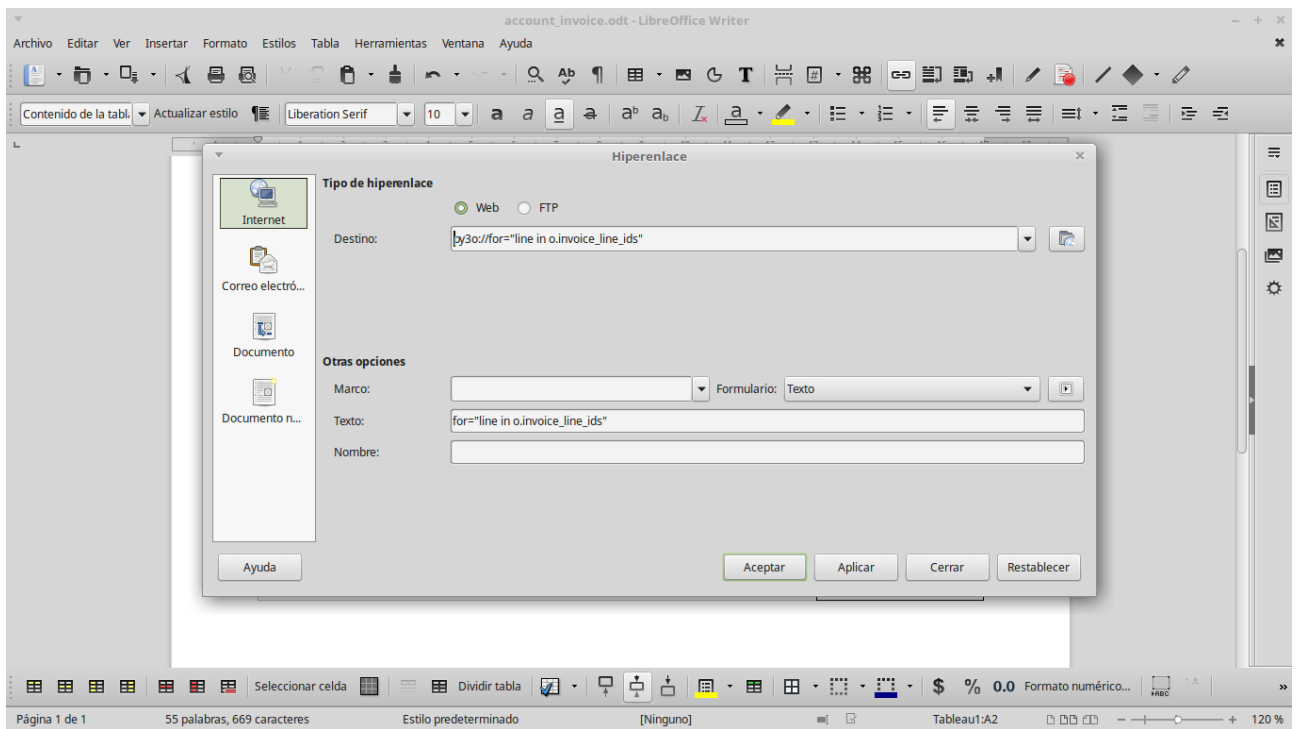 account_invoice.odt - LibreOffice Writer
Archivo Editar Ver Insertar Formato Estilos Tabla Herramientas Ventana Ayuda
Contenido de la tabl. Actualizar estilo Liberation Serif 10
Hiperenlace
Internet
Correo electró...
Documento
Documento n...
Tipo de hiperenlace
Web FTP
Destino: py3o://for="line in o.invoice_line_ids"
Otras opciones
Marco: Formulario: Texto
Texto: for="line in o.invoice_line_ids"
Nombre:
Ayuda Aceptar Aplicar Cerrar Restablecer
Seleccionar celda Dividir tabla $ % 0.0 Formato numérico... »
Página 1 de 1 55 palabras, 669 caracteres Estilo predeterminado [Ninguno] Tableau1:A2 120 %